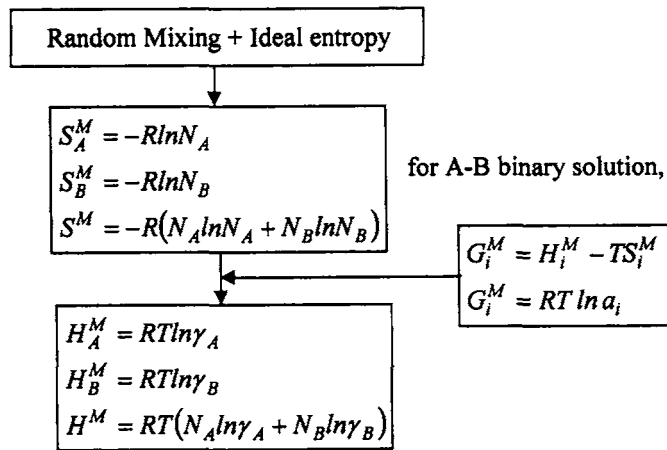 Random Mixing + Ideal entropy
S_A^M = -RlnN_A
S_B^M = -RlnN_B
S^M = -R(N_A lnN_A + N_B lnN_B)
for A-B binary solution,
G_i^M = H_i^M - TS_i^M
G_i^M = RT ln a_i
H_A^M = RTlnγ_A
H_B^M = RTlnγ_B
H^M = RT(N_A lnγ_A + N_B lnγ_B)